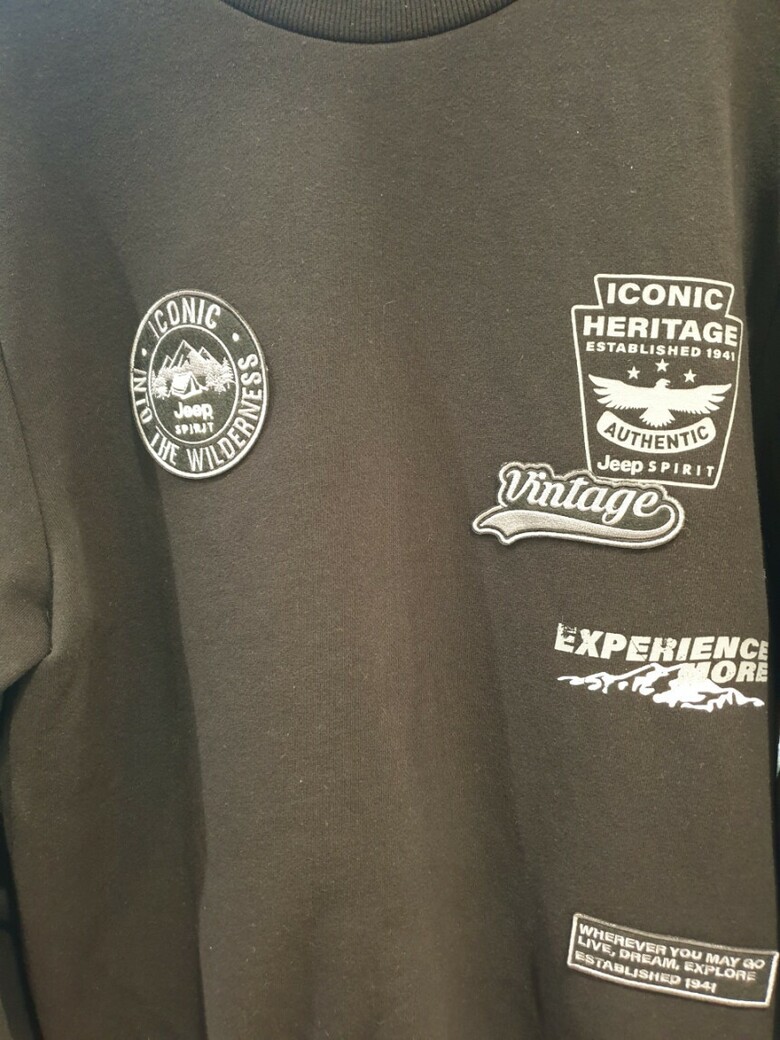 ICONIC
INTO THE WILDERNESS
Jeep
SPIRIT
ICONIC
HERITAGE
ESTABLISHED 1941
AUTHENTIC
Jeep SPIRIT
Vintage
EXPERIENCE
MORE
WHEREVER YOU MAY GO
LIVE, DREAM, EXPLORE
ESTABLISHED 1941